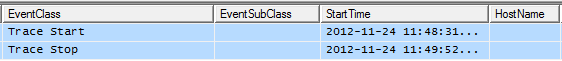 EventClass EventSubClass StartTime HostName
Trace Start 2012-11-24 11:48:31...
Trace Stop 2012-11-24 11:49:52...